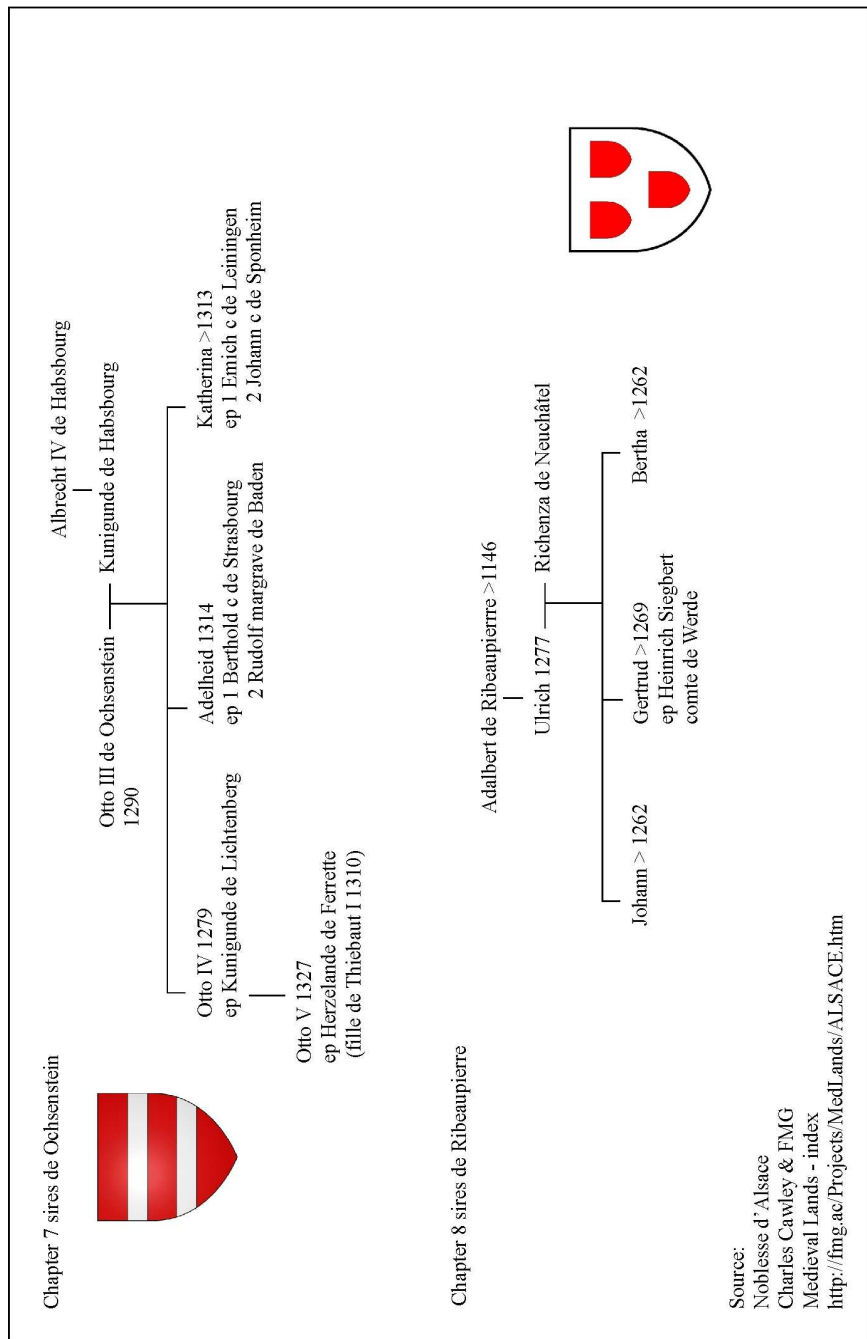 Chapter 7 sires de Ochsenstein
Albrecht IV de Habsbourg
Otto III de Ochsenstein
1290
Kunigunde de Habsbourg
Otto IV 1279
ep Kunigunde de Lichtenberg
Adelheid 1314
ep 1 Berthold c de Strasbourg
2 Rudolf margrave de Baden
Katherina >1313
ep 1 Emich c de Leiningen
2 Johann c de Sponheim
Otto V 1327
ep Herzelande de Ferrette
(fille de Thiebaut I 1310)
Chapter 8 sires de Ribeaupierre
Adalbert de Ribeaupierrre >1146
Ulrich 1277
Richenza de Neuchâtel
Johann > 1262
Gertrud >1269
ep Heinrich Siegbert
comte de Werde
Bertha >1262
Source:
Noblesse d'Alsace
Charles Cawley & FMG
Medieval Lands - index
http://fmg.ac/Projects/MedLands/ALSACE.htm